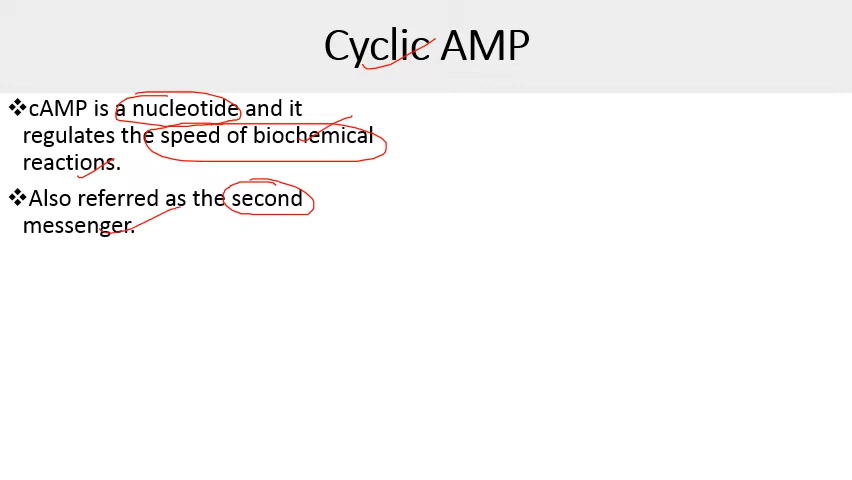 Cyclic AMP
❖cAMP is a nucleotide and it
regulates the speed of biochemical
reactions.
❖Also referred as the second
messenger.